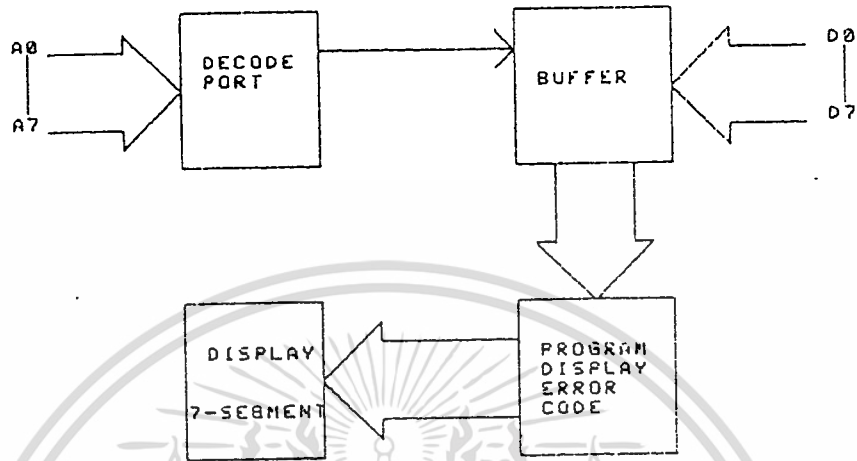 A0
A7
DECODE
PORT
BUFFER
D0
D7
DISPLAY
7-SEGMENT
PROGRAM
DISPLAY
ERROR
CODE